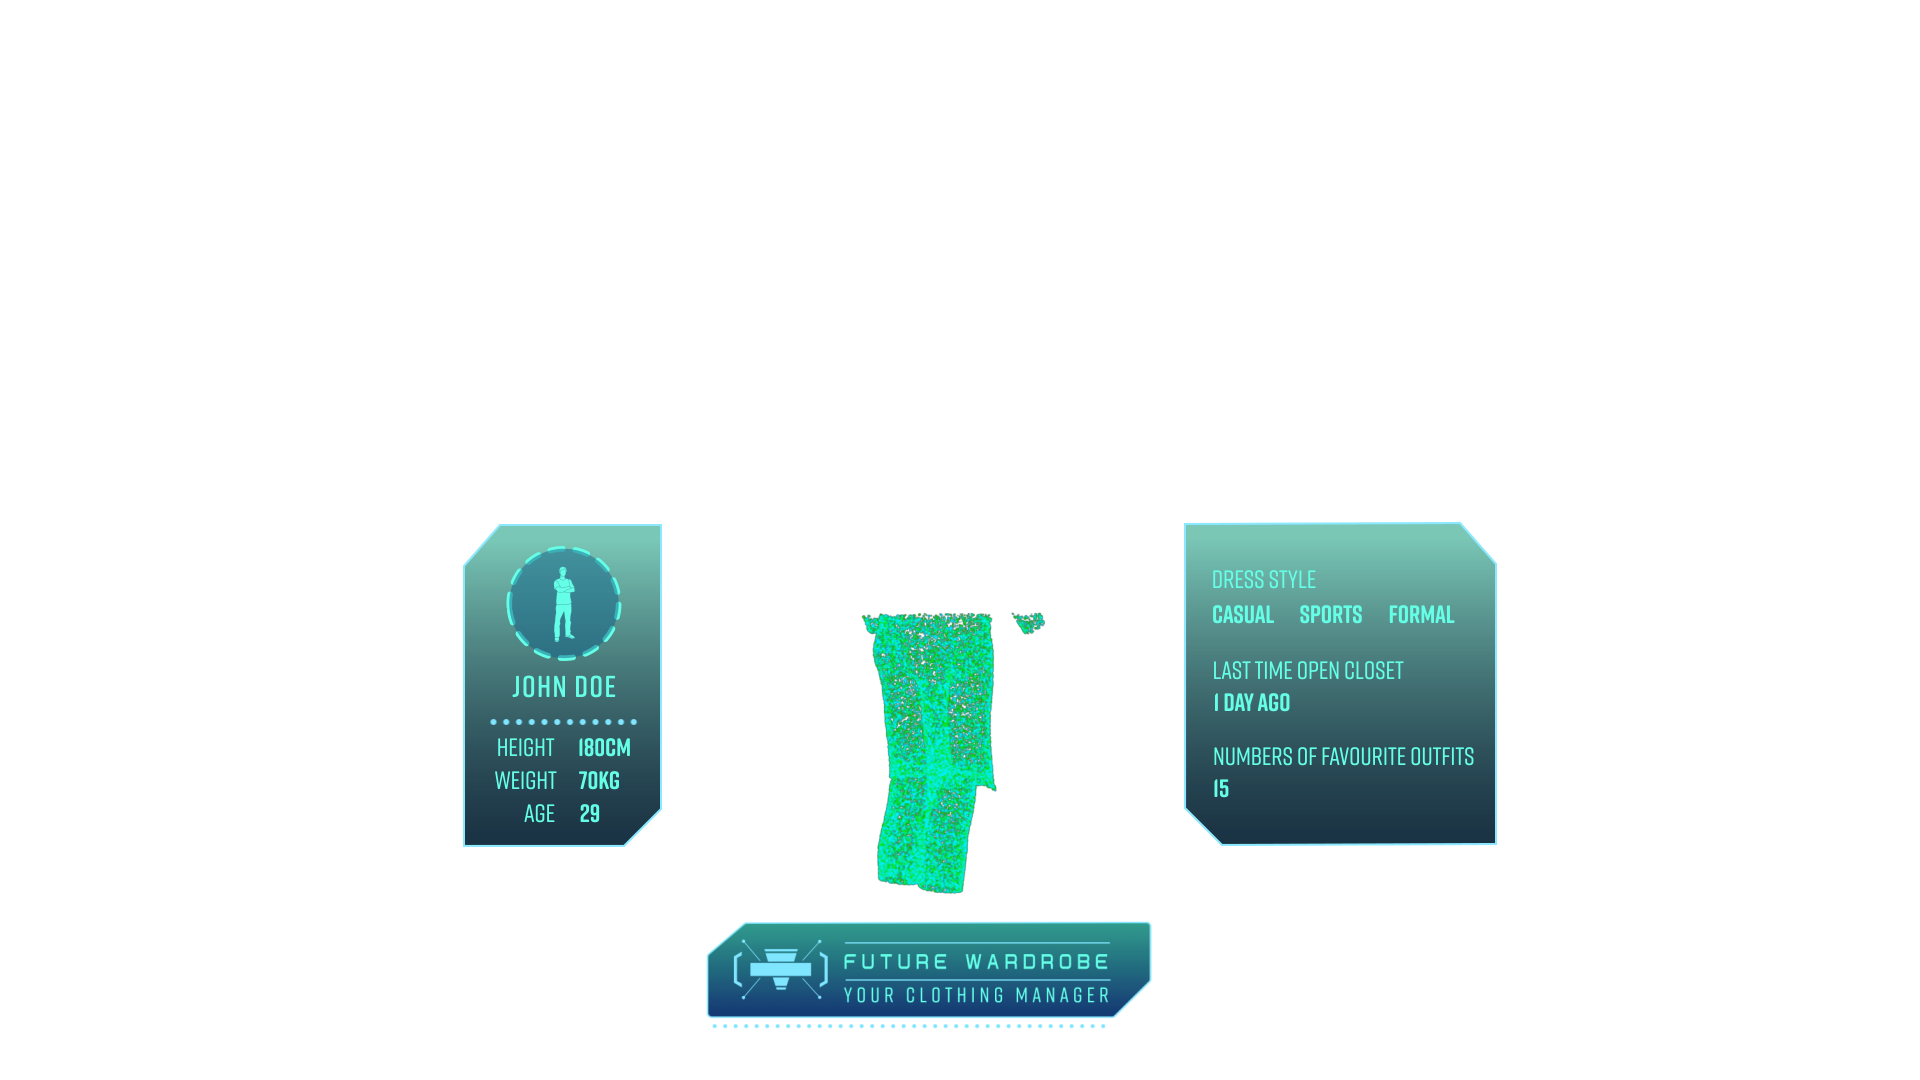 JOHN DOE
HEIGHT 180CM
WEIGHT 70KG
AGE 29
DRESS STYLE
CASUAL SPORTS FORMAL
LAST TIME OPEN CLOSET
1 DAY AGO
NUMBERS OF FAVOURITE OUTFITS
15
FUTURE WARDROBE
YOUR CLOTHING MANAGER